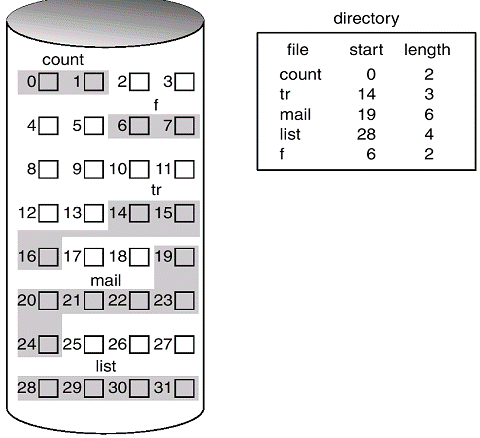 count
0 1 2 3
f
4 5 6 7
8 9 10 11
tr
12 13 14 15
16 17 18 19
mail
20 21 22 23
24 25 26 27
list
28 29 30 31
directory
file start length
count 0 2
tr 14 3
mail 19 6
list 28 4
f 6 2